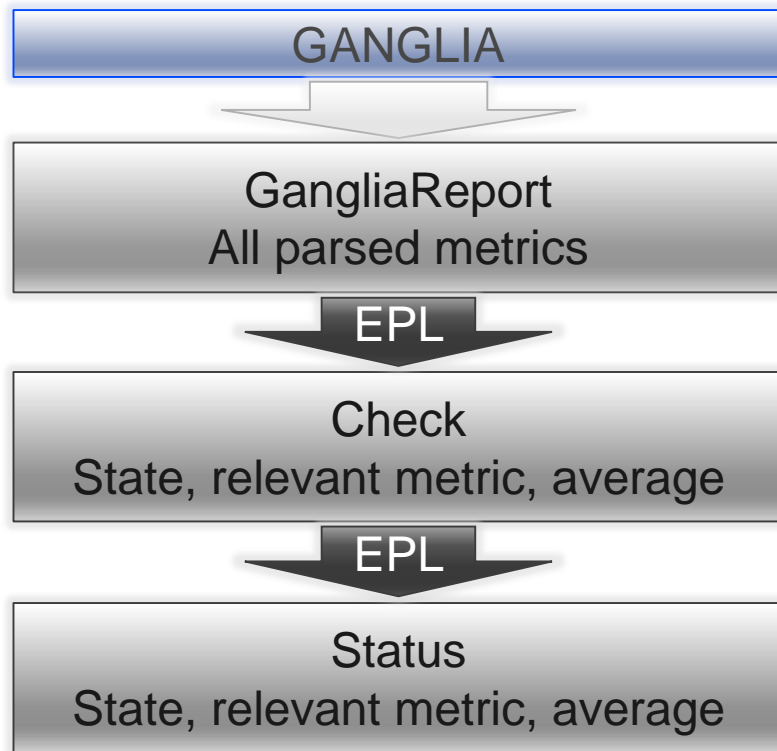 GANGLIA
GangliaReport
All parsed metrics
EPL
Check
State, relevant metric, average
EPL
Status
State, relevant metric, average